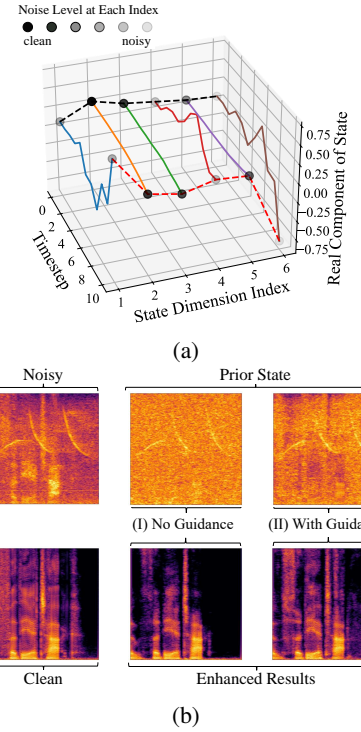 Noise Level at Each Index
clean noisy
0.75
0.50
0.25
0.00
-0.25
-0.50
-0.75
Real Component of State
0
2
4
6
8
10
Timestep
1
2
3
4
5
6
State Dimension Index
(a)
Noisy Prior State
(I) No Guidance (II) With Guida
Clean Enhanced Results
(b)